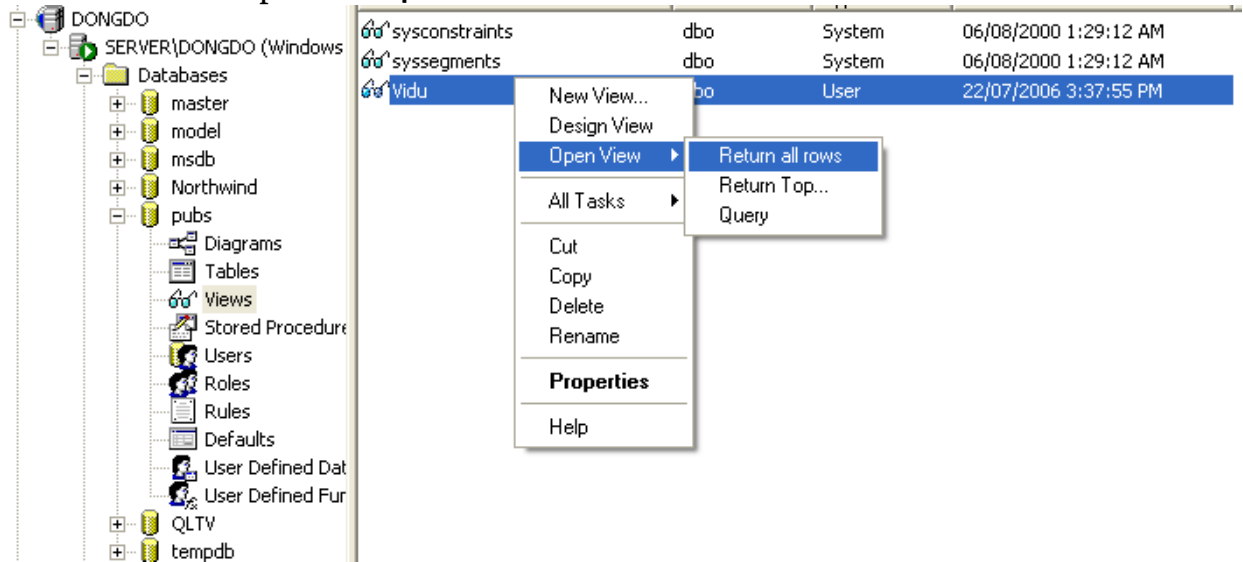 DONGDO
SERVER\DONGDO (Windows
Databases
master
model
msdb
Northwind
pubs
Diagrams
Tables
Views
Stored Procedure
Users
Roles
Rules
Defaults
User Defined Dat
User Defined Fur
QLTV
tempdb
sysconstraints dbo System 06/08/2000 1:29:12 AM
syssegments dbo System 06/08/2000 1:29:12 AM
Vidu dbo User 22/07/2006 3:37:55 PM
New View...
Design View
Open View
All Tasks
Cut
Copy
Delete
Rename
Properties
Help
Return all rows
Return Top...
Query